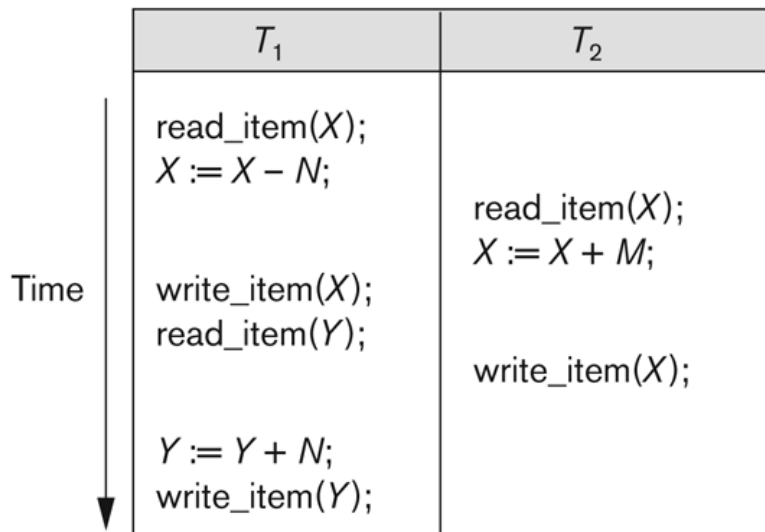 T₁ T₂
read_item(X);
X := X – N;
read_item(X);
X := X + M;
Time
write_item(X);
read_item(Y);
write_item(X);
Y := Y + N;
write_item(Y);